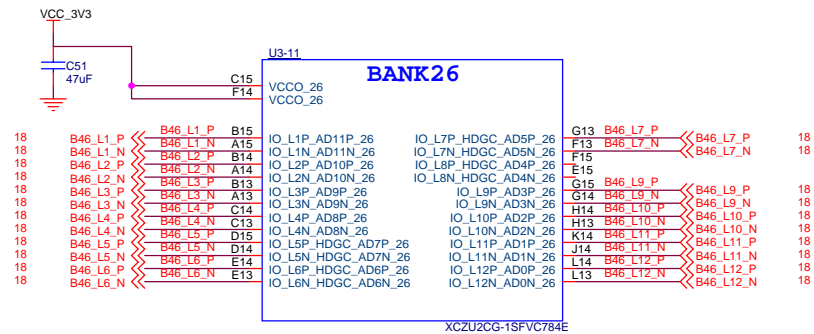 VCC_3V3
C51
47uF
U3-11
BANK26
C15 VCCO_26
F14 VCCO_26
18 B46_L1_P B46_L1_P B15 IO_L1P_AD11P_26 IO_L7P_HDGC_AD5P_26 G13 B46_L7_P B46_L7_P 18
18 B46_L1_N B46_L1_N A15 IO_L1N_AD11N_26 IO_L7N_HDGC_AD5N_26 F13 B46_L7_N B46_L7_N 18
18 B46_L2_P B46_L2_P B14 IO_L2P_AD10P_26 IO_L8P_HDGC_AD4P_26 F15
18 B46_L2_N B46_L2_N A14 IO_L2N_AD10N_26 IO_L8N_HDGC_AD4N_26 E15
18 B46_L3_P B46_L3_P B13 IO_L3P_AD9P_26 IO_L9P_AD3P_26 G15 B46_L9_P B46_L9_P 18
18 B46_L3_N B46_L3_N A13 IO_L3N_AD9N_26 IO_L9N_AD3N_26 G14 B46_L9_N B46_L9_N 18
18 B46_L4_P B46_L4_P C14 IO_L4P_AD8P_26 IO_L10P_AD2P_26 H14 B46_L10_P B46_L10_P 18
18 B46_L4_N B46_L4_N C13 IO_L4N_AD8N_26 IO_L10N_AD2N_26 H13 B46_L10_N B46_L10_N 18
18 B46_L5_P B46_L5_P D15 IO_L5P_HDGC_AD7P_26 IO_L11P_AD1P_26 K14 B46_L11_P B46_L11_P 18
18 B46_L5_N B46_L5_N D14 IO_L5N_HDGC_AD7N_26 IO_L11N_AD1N_26 J14 B46_L11_N B46_L11_N 18
18 B46_L6_P B46_L6_P E14 IO_L6P_HDGC_AD6P_26 IO_L12P_AD0P_26 L14 B46_L12_P B46_L12_P 18
18 B46_L6_N B46_L6_N E13 IO_L6N_HDGC_AD6N_26 IO_L12N_AD0N_26 L13 B46_L12_N B46_L12_N 18
XCZU2CG-1SFVC784E